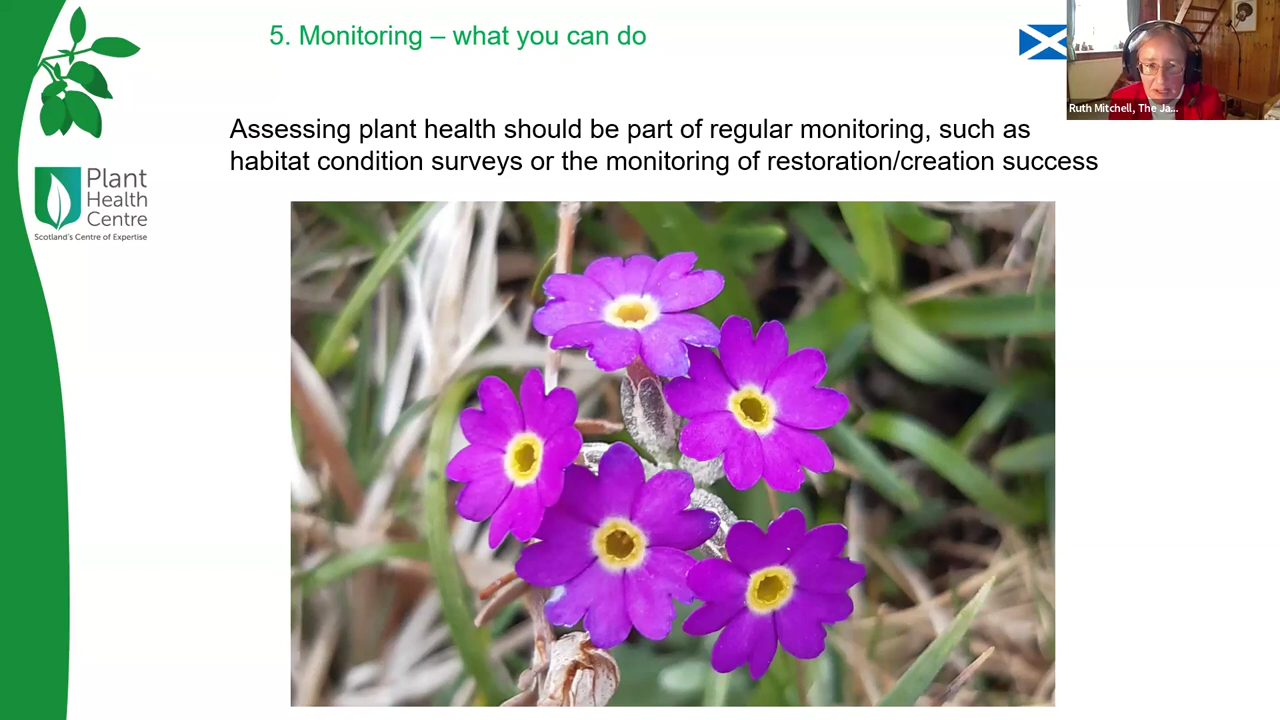 5. Monitoring – what you can do
Ruth Mitchell, The Ja...
Assessing plant health should be part of regular monitoring, such as
habitat condition surveys or the monitoring of restoration/creation success
Plant
Health
Centre
Scotland's Centre of Expertise